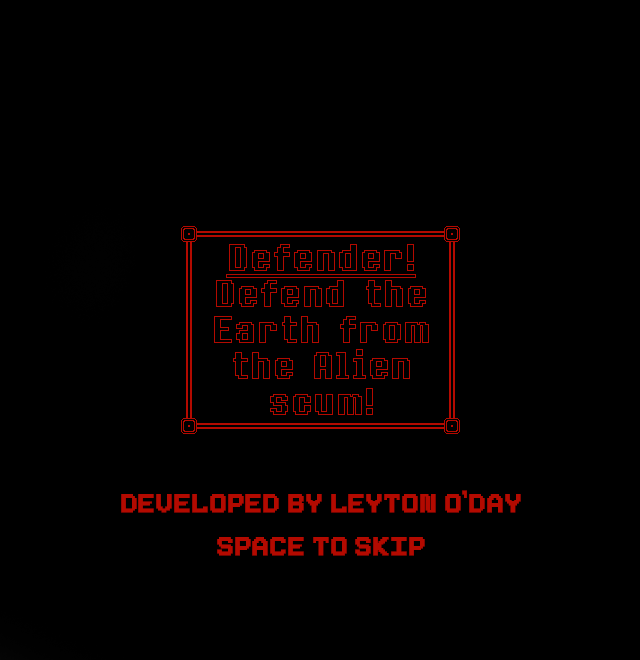 Defender!
Defend the
Earth from
the Alien
scum!
DEVELOPED BY LEYTON O'DAY
SPACE TO SKIP